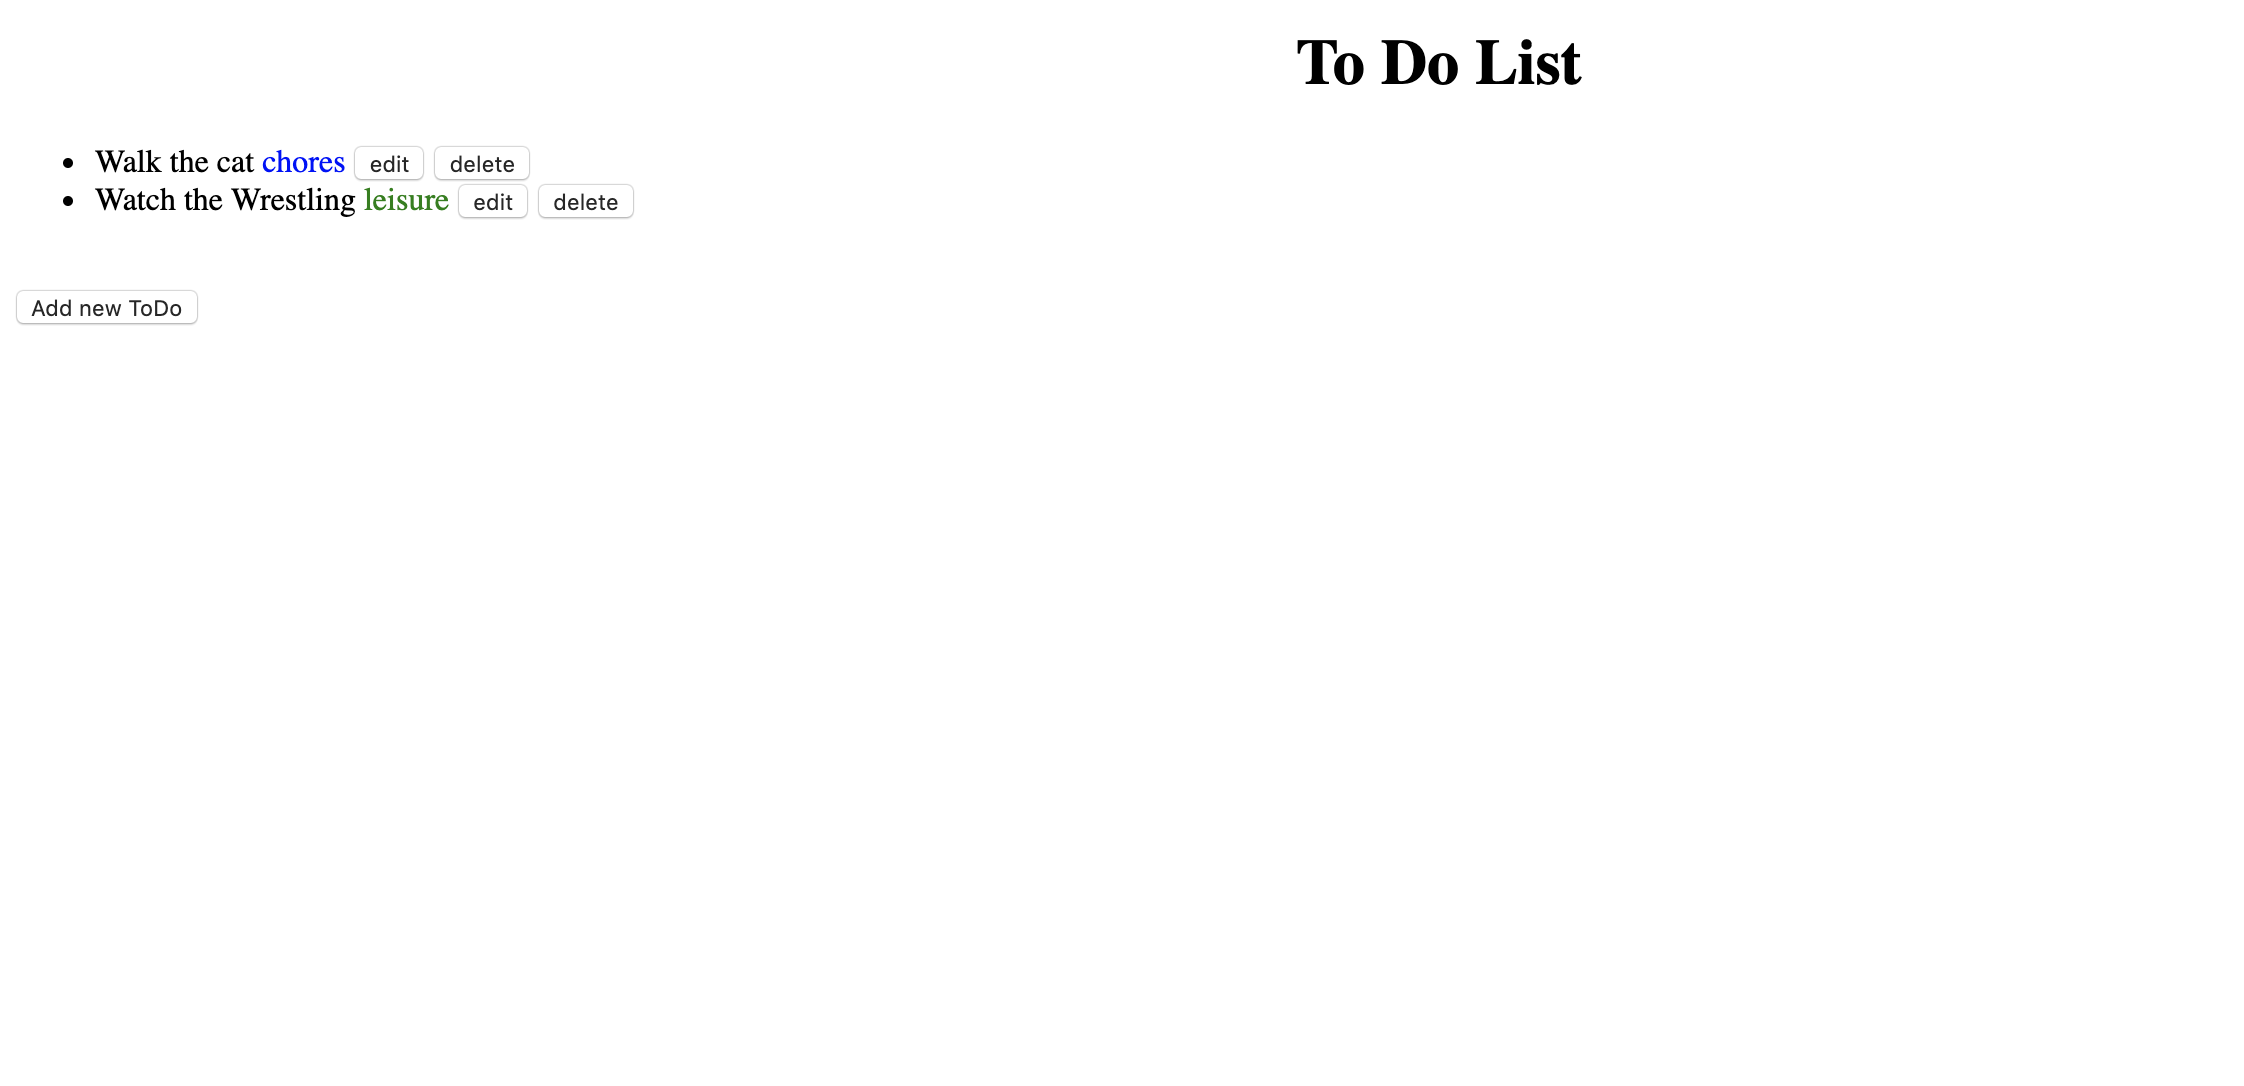 To Do List
• Walk the cat chores edit delete
• Watch the Wrestling leisure edit delete
Add new ToDo